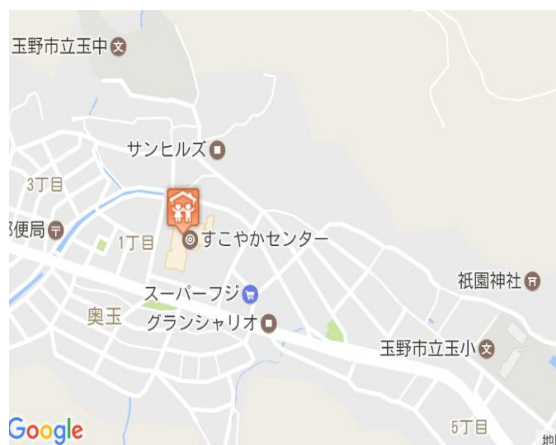 玉野市立玉中
サンヒルズ
3丁目
便局
1丁目
すこやかセンター
祇園神社
スーパーフジ
奥玉
グランシャリオ
玉野市立玉小
5丁目
Google
地